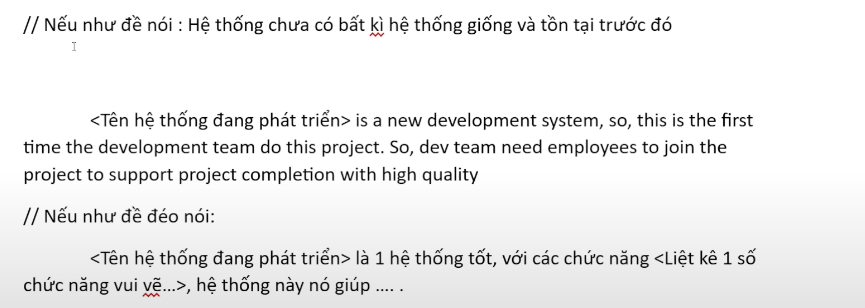 // Nếu như đề nói : Hệ thống chưa có bất kì hệ thống giống và tồn tại trước đó
<Tên hệ thống đang phát triển> is a new development system, so, this is the first
time the development team do this project. So, dev team need employees to join the
project to support project completion with high quality
// Nếu như đề đéo nói:
<Tên hệ thống đang phát triển> là 1 hệ thống tốt, với các chức năng <Liệt kê 1 số
chức năng vui vẽ...>, hệ thống này nó giúp .... .